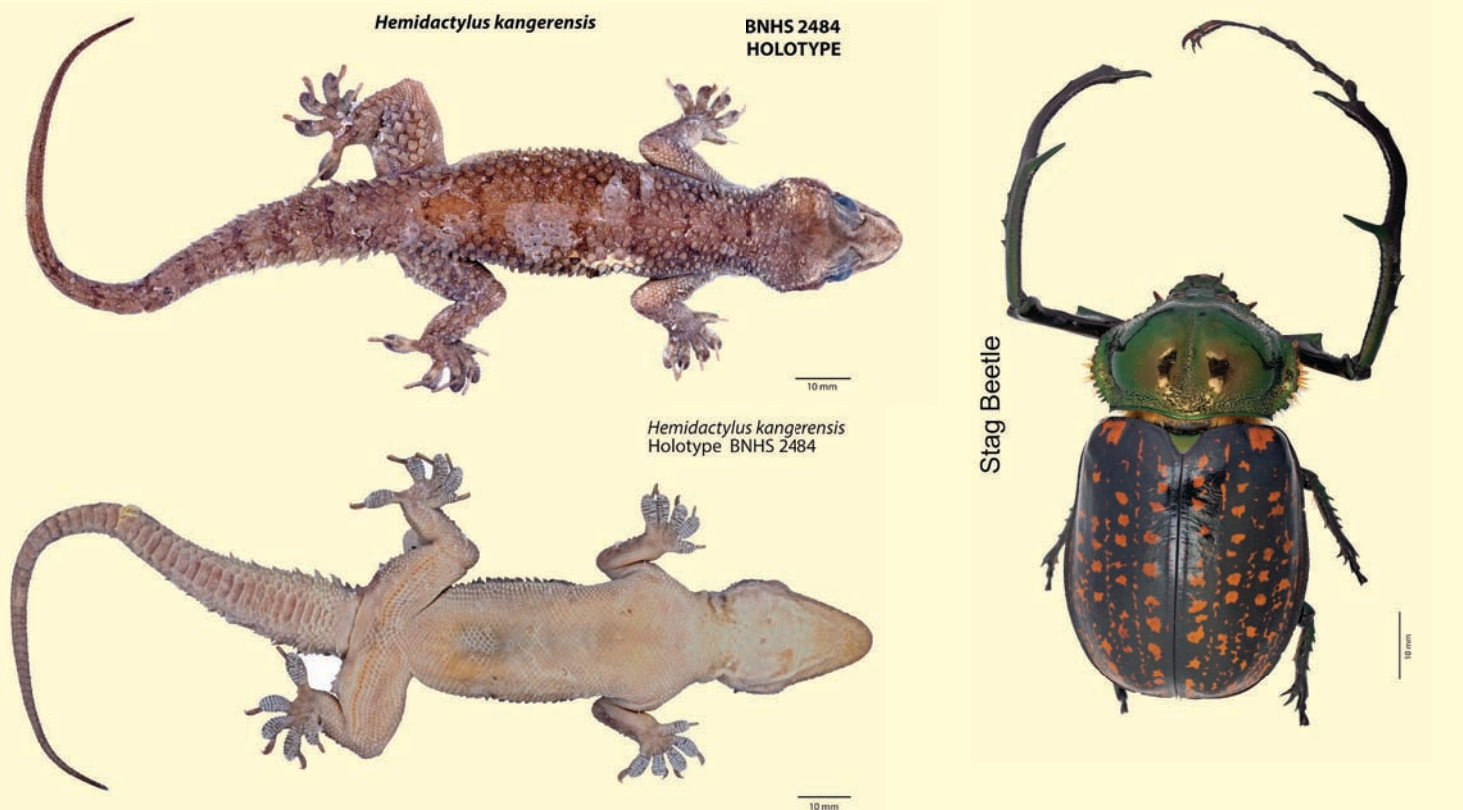 Hemidactylus kangerensis
BNHS 2484
HOLOTYPE
10 mm
Hemidactylus kangerensis
Holotype BNHS 2484
10 mm
Stag Beetle
10 mm